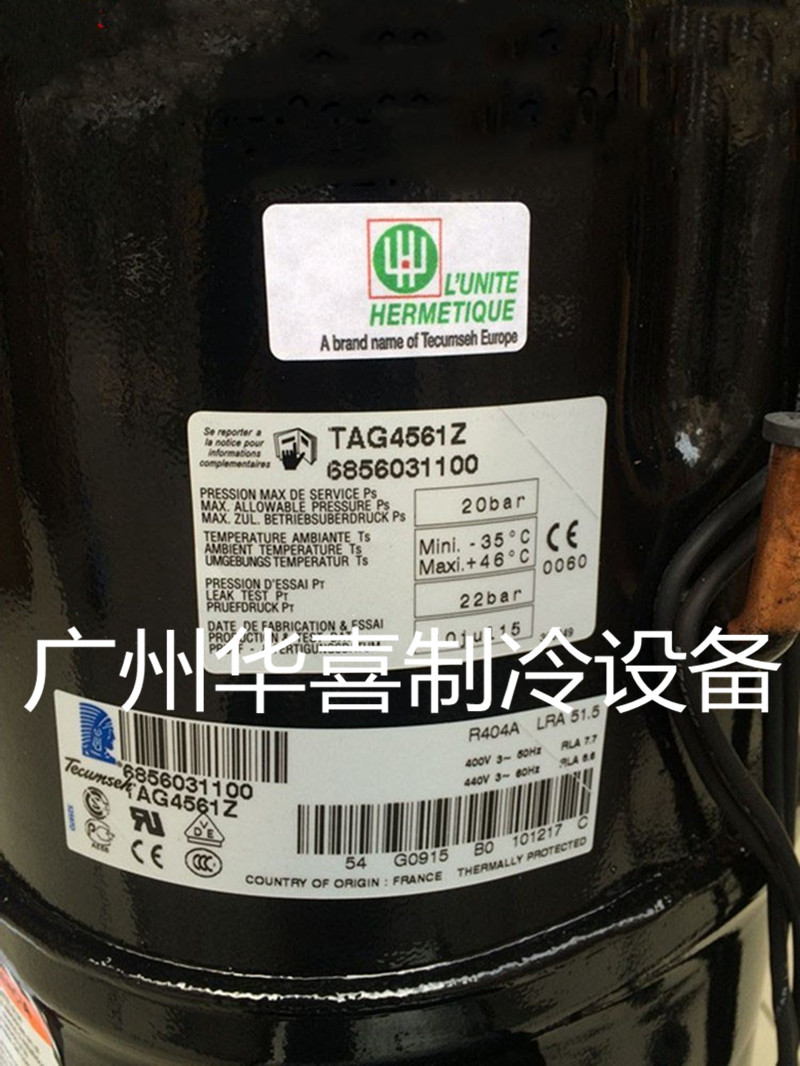 L'UNITE
HERMETIQUE
A brand name of Tecumseh Europe
Se reporter a
la notice pour
informations
complementaires
TAG4561Z
6856031100
PRESSION MAX DE SERVICE Ps
MAX. ALLOWABLE PRESSURE Ps
MAX. ZUL. BETRIEBSUBERDRUCK Ps
20bar
TEMPERATURE AMBIANTE Ts
AMBIENT TEMPERATURE Ts
UMGEBUNGSTEMPERATUR Ts
Mini. -35°C
Maxi.+46°C
CE
0060
PRESSION D'ESSAI PT
LEAK TEST PT
PRUEFDRUCK PT
22bar
DATE DE FABRICATION & ESSAI
广州华喜制冷设备
R404A LRA 51.5
400V 3~ 50Hz RLA 7.7
440V 3~ 60Hz
Tecumseh
6856031100
TAG4561Z
VDE
CE
CCC
54 G0915 B0 101217 C
COUNTRY OF ORIGIN : FRANCE THERMALLY PROTECTED